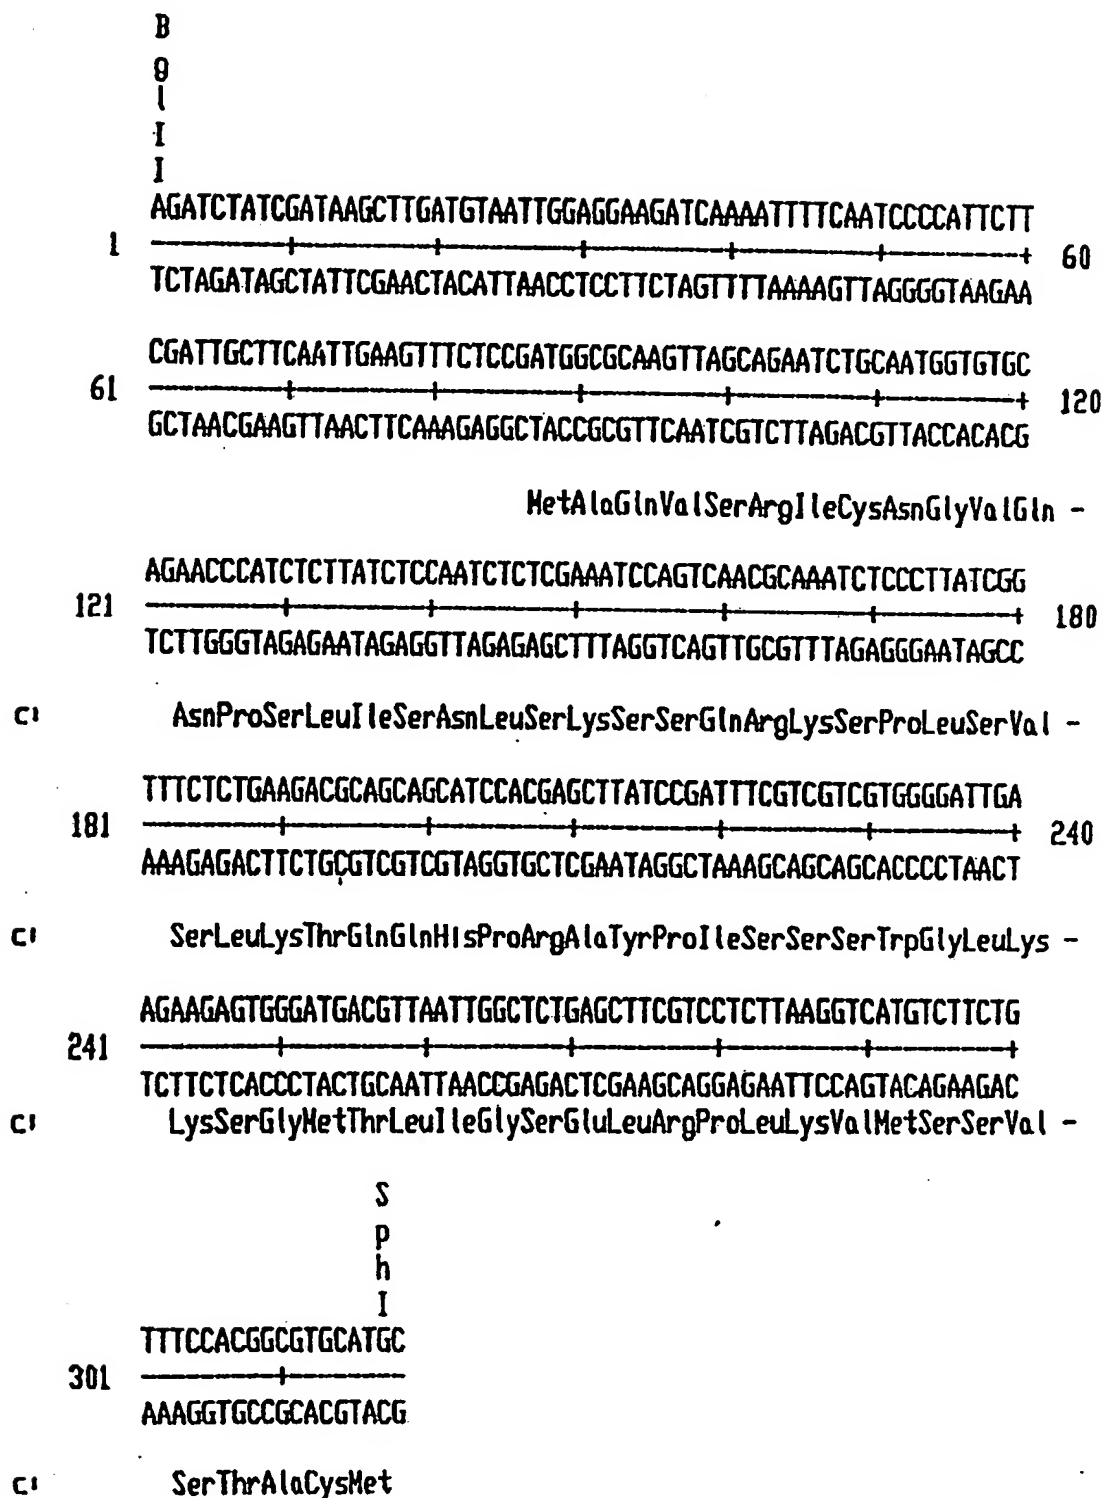 B
g
l
I
I
AGATCTATCGATAAGCTTGATGTAATTGGAGGAAGATCAAAATTTTCAATCCCCATTCTT
1 ---------+---------+---------+---------+---------+---------+ 60
TCTAGATAGCTATTCGAACTACATTAACCTCCTTCTAGTTTTAAAAGTTAGGGGTAAGAA
CGATTGCTTCAATTGAAGTTTCTCCGATGGCGCAAGTTAGCAGAATCTGCAATGGTGTGC
61 ---------+---------+---------+---------+---------+---------+ 120
GCTAACGAAGTTAACTTCAAAGAGGCTACCGCGTTCAATCGTCTTAGACGTTACCACACG
MetAlaGlnValSerArgIleCysAsnGlyValGln -
AGAACCCATCTCTTATCTCCAATCTCTCGAAATCCAGTCAACGCAAATCTCCCTTATCGG
121 ---------+---------+---------+---------+---------+---------+ 180
TCTTGGGTAGAGAATAGAGGTTAGAGAGCTTTAGGTCAGTTGCGTTTAGAGGGAATAGCC
C: AsnProSerLeuIleSerAsnLeuSerLysSerSerGlnArgLysSerProLeuSerVal -
TTTCTCTGAAGACGCAGCAGCATCCACGAGCTTATCCGATTTCGTCGTCGTGGGGATTGA
181 ---------+---------+---------+---------+---------+---------+ 240
AAAGAGACTTCTGCGTCGTCGTAGGTGCTCGAATAGGCTAAAGCAGCAGCACCCCTAACT
C: SerLeuLysThrGlnGlnHisProArgAlaTyrProIleSerSerSerTrpGlyLeuLys -
AGAAGAGTGGGATGACGTTAATTGGCTCTGAGCTTCGTCCTCTTAAGGTCATGTCTTCTG
241 ---------+---------+---------+---------+---------+---------+
TCTTCTCACCCTACTGCAATTAACCGAGACTCGAAGCAGGAGAATTCCAGTACAGAAGAC
C: LysSerGlyMetThrLeuIleGlySerGluLeuArgProLeuLysValMetSerSerVal -
S
p
h
I
TTTCCACGGCGTGCATGC
301 ---------+--------
AAAGGTGCCGCACGTACG
C: SerThrAlaCysMet